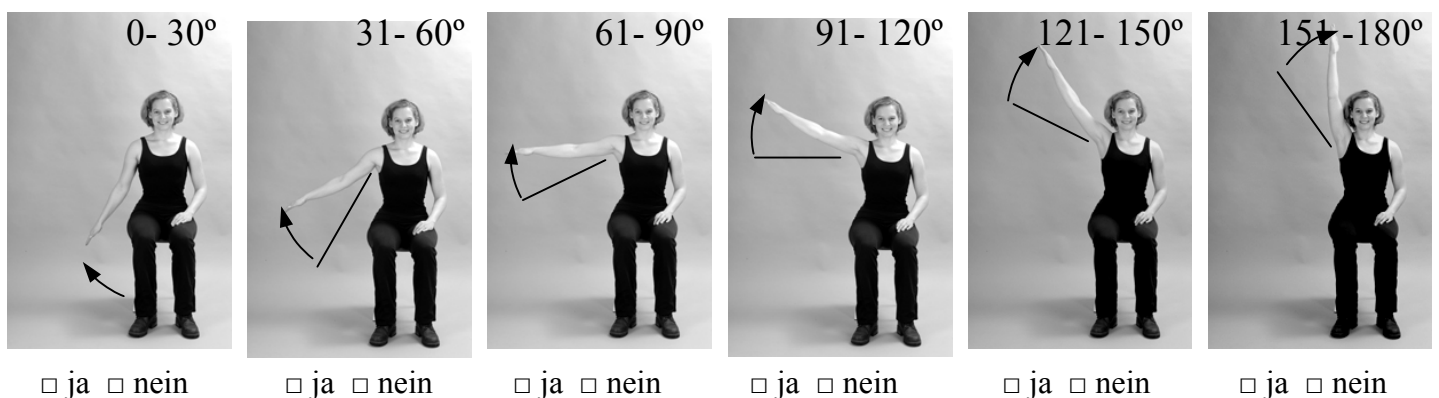 0- 30º 31- 60º 61- 90º 91- 120º 121- 150º 151 -180º
□ ja □ nein □ ja □ nein □ ja □ nein □ ja □ nein □ ja □ nein □ ja □ nein